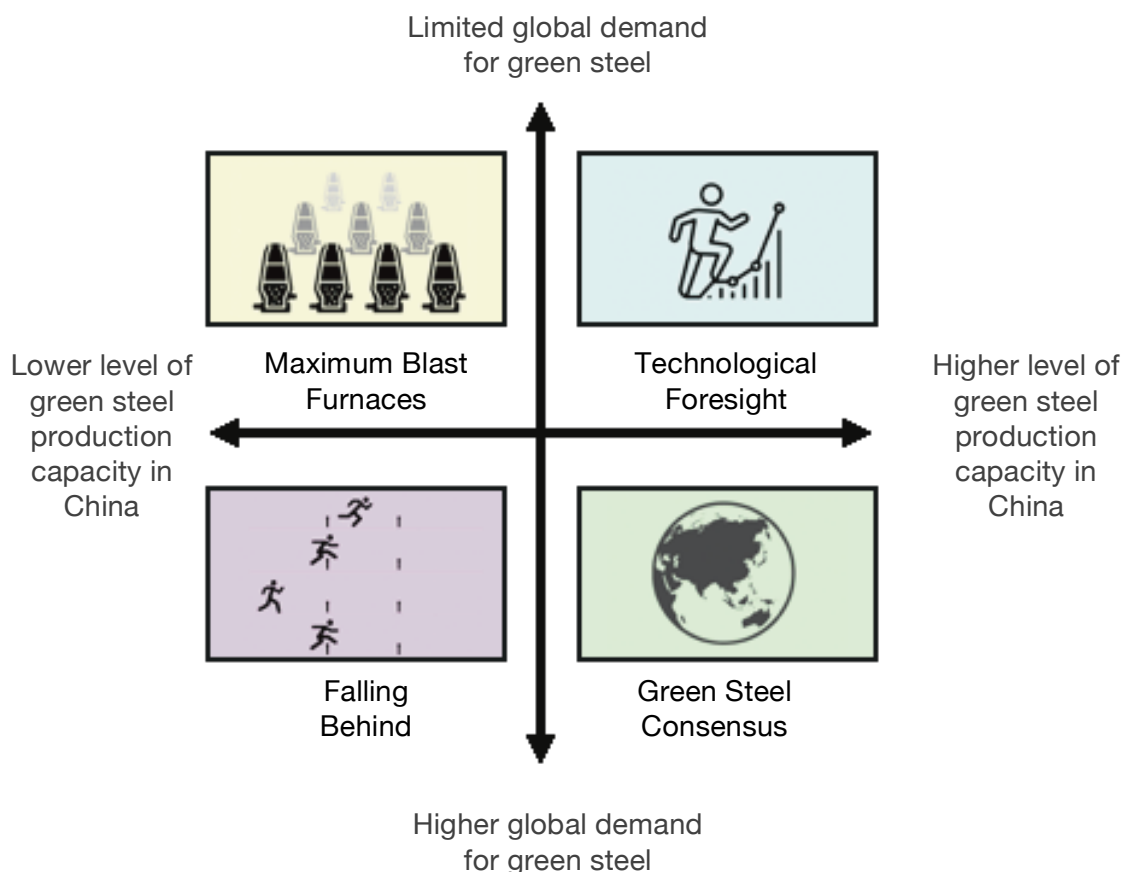 Limited global demand
for green steel
Maximum Blast
Furnaces
Technological
Foresight
Lower level of
green steel
production
capacity in
China
Higher level of
green steel
production
capacity in
China
Falling
Behind
Green Steel
Consensus
Higher global demand
for green steel